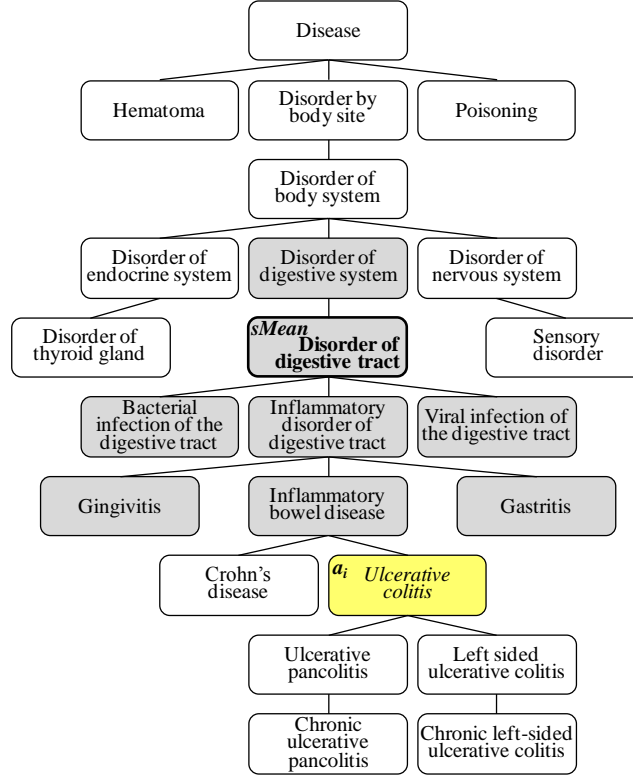 Disease
Hematoma
Disorder by
body site
Poisoning
Disorder of
body system
Disorder of
endocrine system
Disorder of
digestive system
Disorder of
nervous system
Disorder of
thyroid gland
sMean
Disorder of
digestive tract
Sensory
disorder
Bacterial
infection of the
digestive tract
Inflammatory
disorder of
digestive tract
Viral infection of
the digestive tract
Gingivitis
Inflammatory
bowel disease
Gastritis
Crohn's
disease
ai Ulcerative
colitis
Ulcerative
pancolitis
Left sided
ulcerative colitis
Chronic
ulcerative
pancolitis
Chronic left-sided
ulcerative colitis